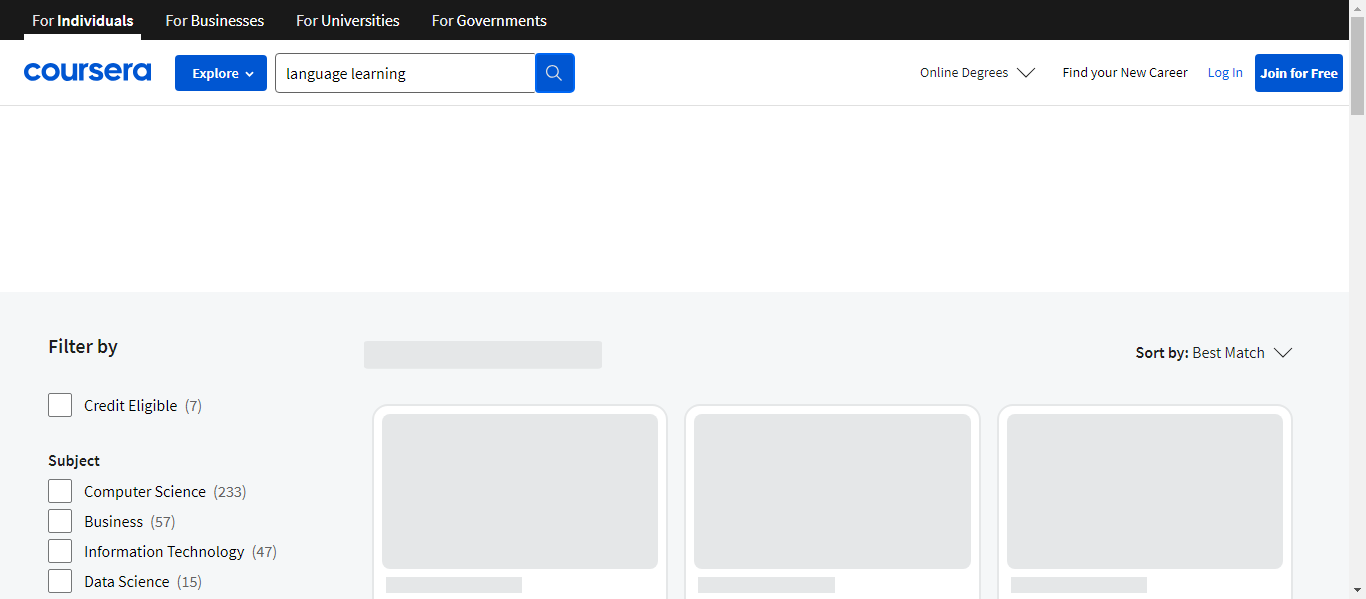 For Individuals For Businesses For Universities For Governments
coursera Explore language learning Online Degrees Find your New Career Log In Join for Free
Filter by
Sort by: Best Match
Credit Eligible (7)
Subject
Computer Science (233)
Business (57)
Information Technology (47)
Data Science (15)